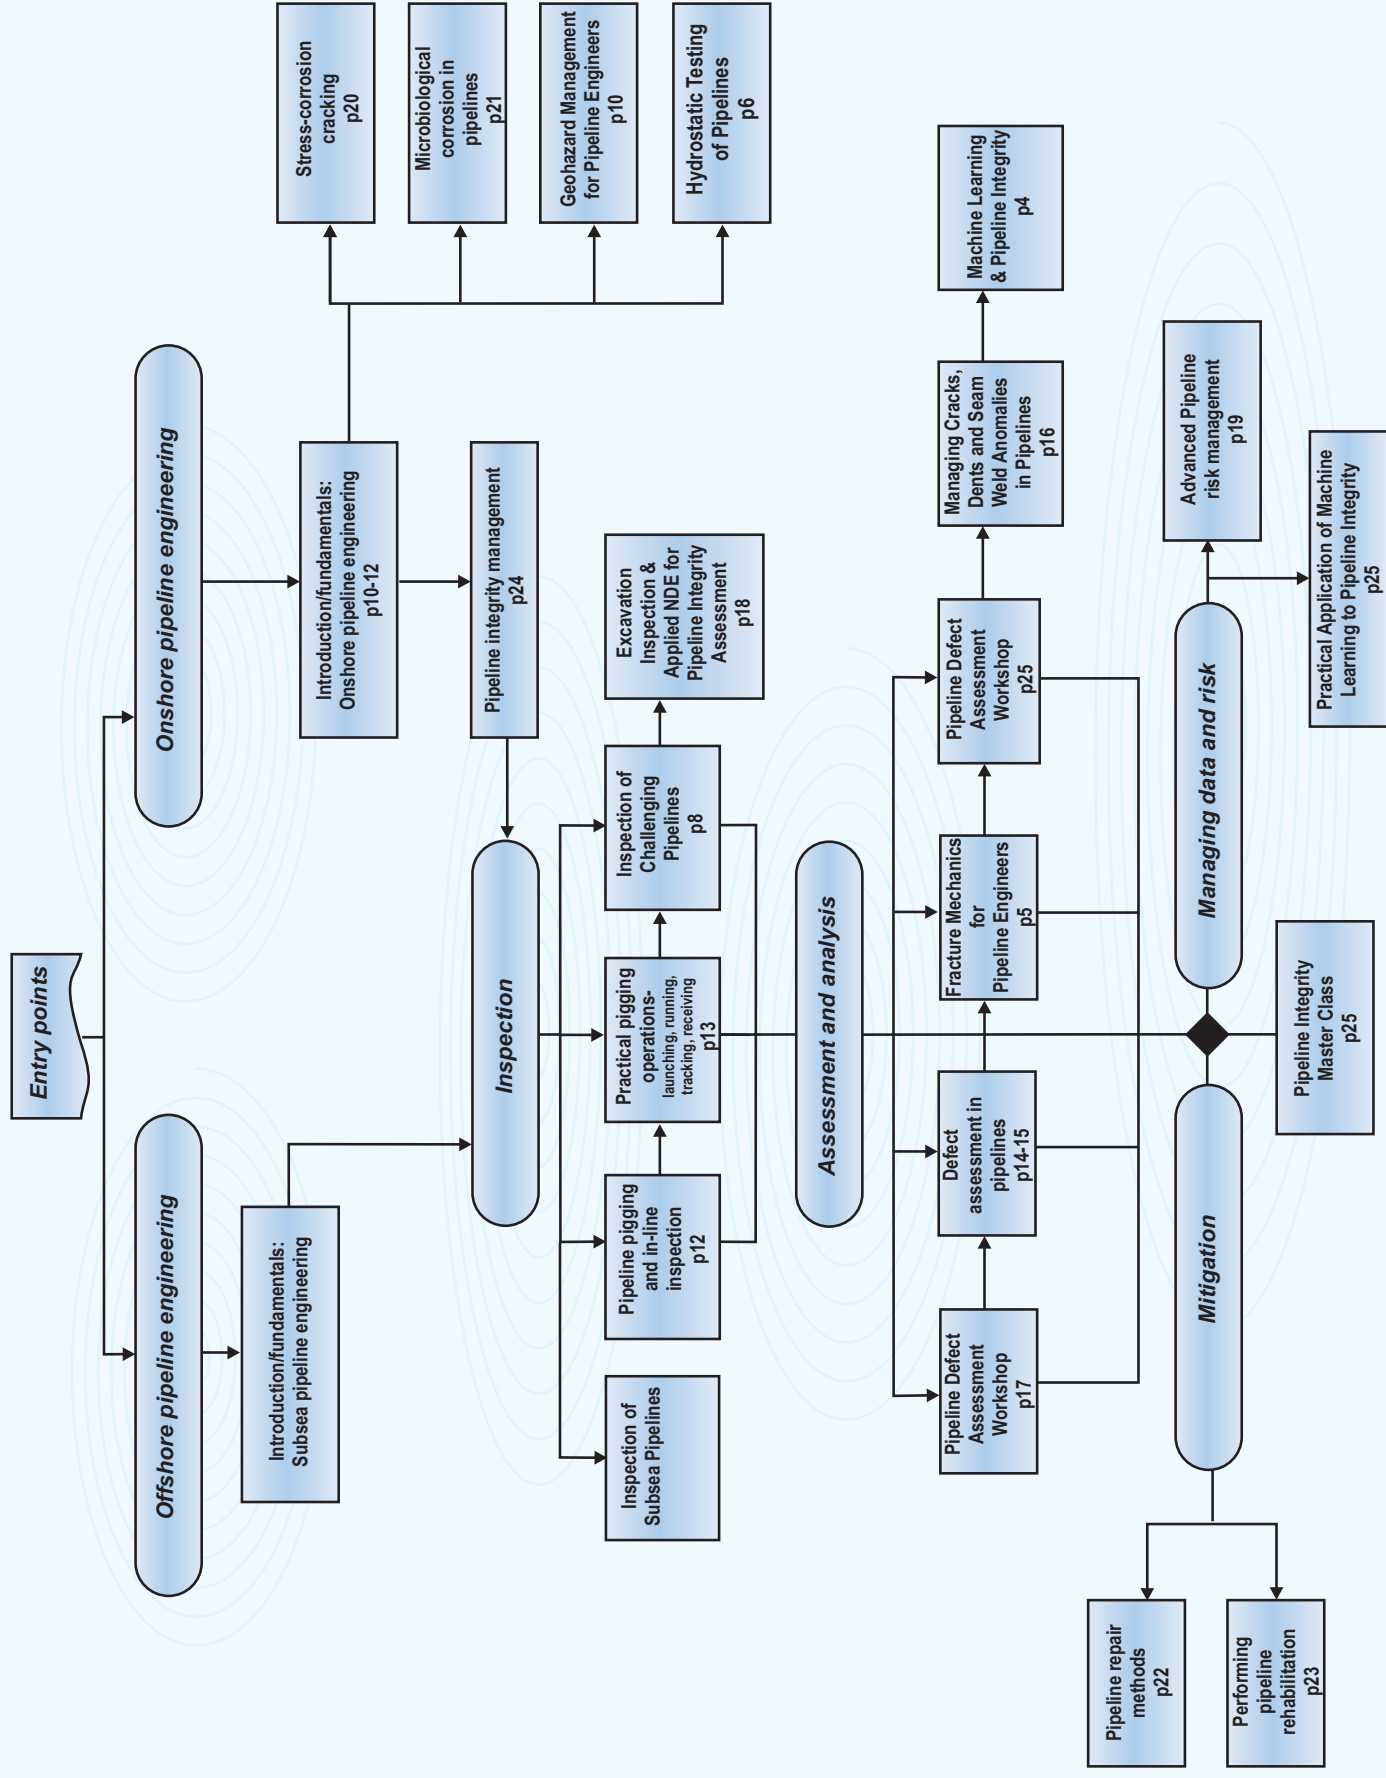 Entry points
Offshore pipeline engineering
Onshore pipeline engineering
Introduction/fundamentals:
Subsea pipeline engineering
Introduction/fundamentals:
Onshore pipeline engineering
p10-12
Stress-corrosion
cracking
p20
Microbiological
corrosion in
pipelines
p21
Geohazard Management
for Pipeline Engineers
p10
Hydrostatic Testing
of Pipelines
p6
Pipeline integrity management
p24
Inspection
Inspection of
Subsea Pipelines
Pipeline pigging
and in-line
inspection
p12
Practical pigging
operations-
launching, running,
tracking, receiving
p13
Inspection of
Challenging
Pipelines
p8
Excavation
Inspection &
Applied NDE for
Pipeline Integrity
Assessment
p18
Assessment and analysis
Pipeline Defect
Assessment
Workshop
p17
Defect
assessment in
pipelines
p14-15
Fracture Mechanics
for
Pipeline Engineers
p5
Pipeline Defect
Assessment
Workshop
p25
Managing Cracks,
Dents and Seam
Weld Anomalies
in Pipelines
p16
Machine Learning
& Pipeline Integrity
p4
Mitigation
Managing data and risk
Pipeline repair
methods
p22
Performing
pipeline
rehabilitation
p23
Pipeline Integrity
Master Class
p25
Advanced Pipeline
risk management
p19
Practical Application of Machine
Learning to Pipeline Integrity
p25